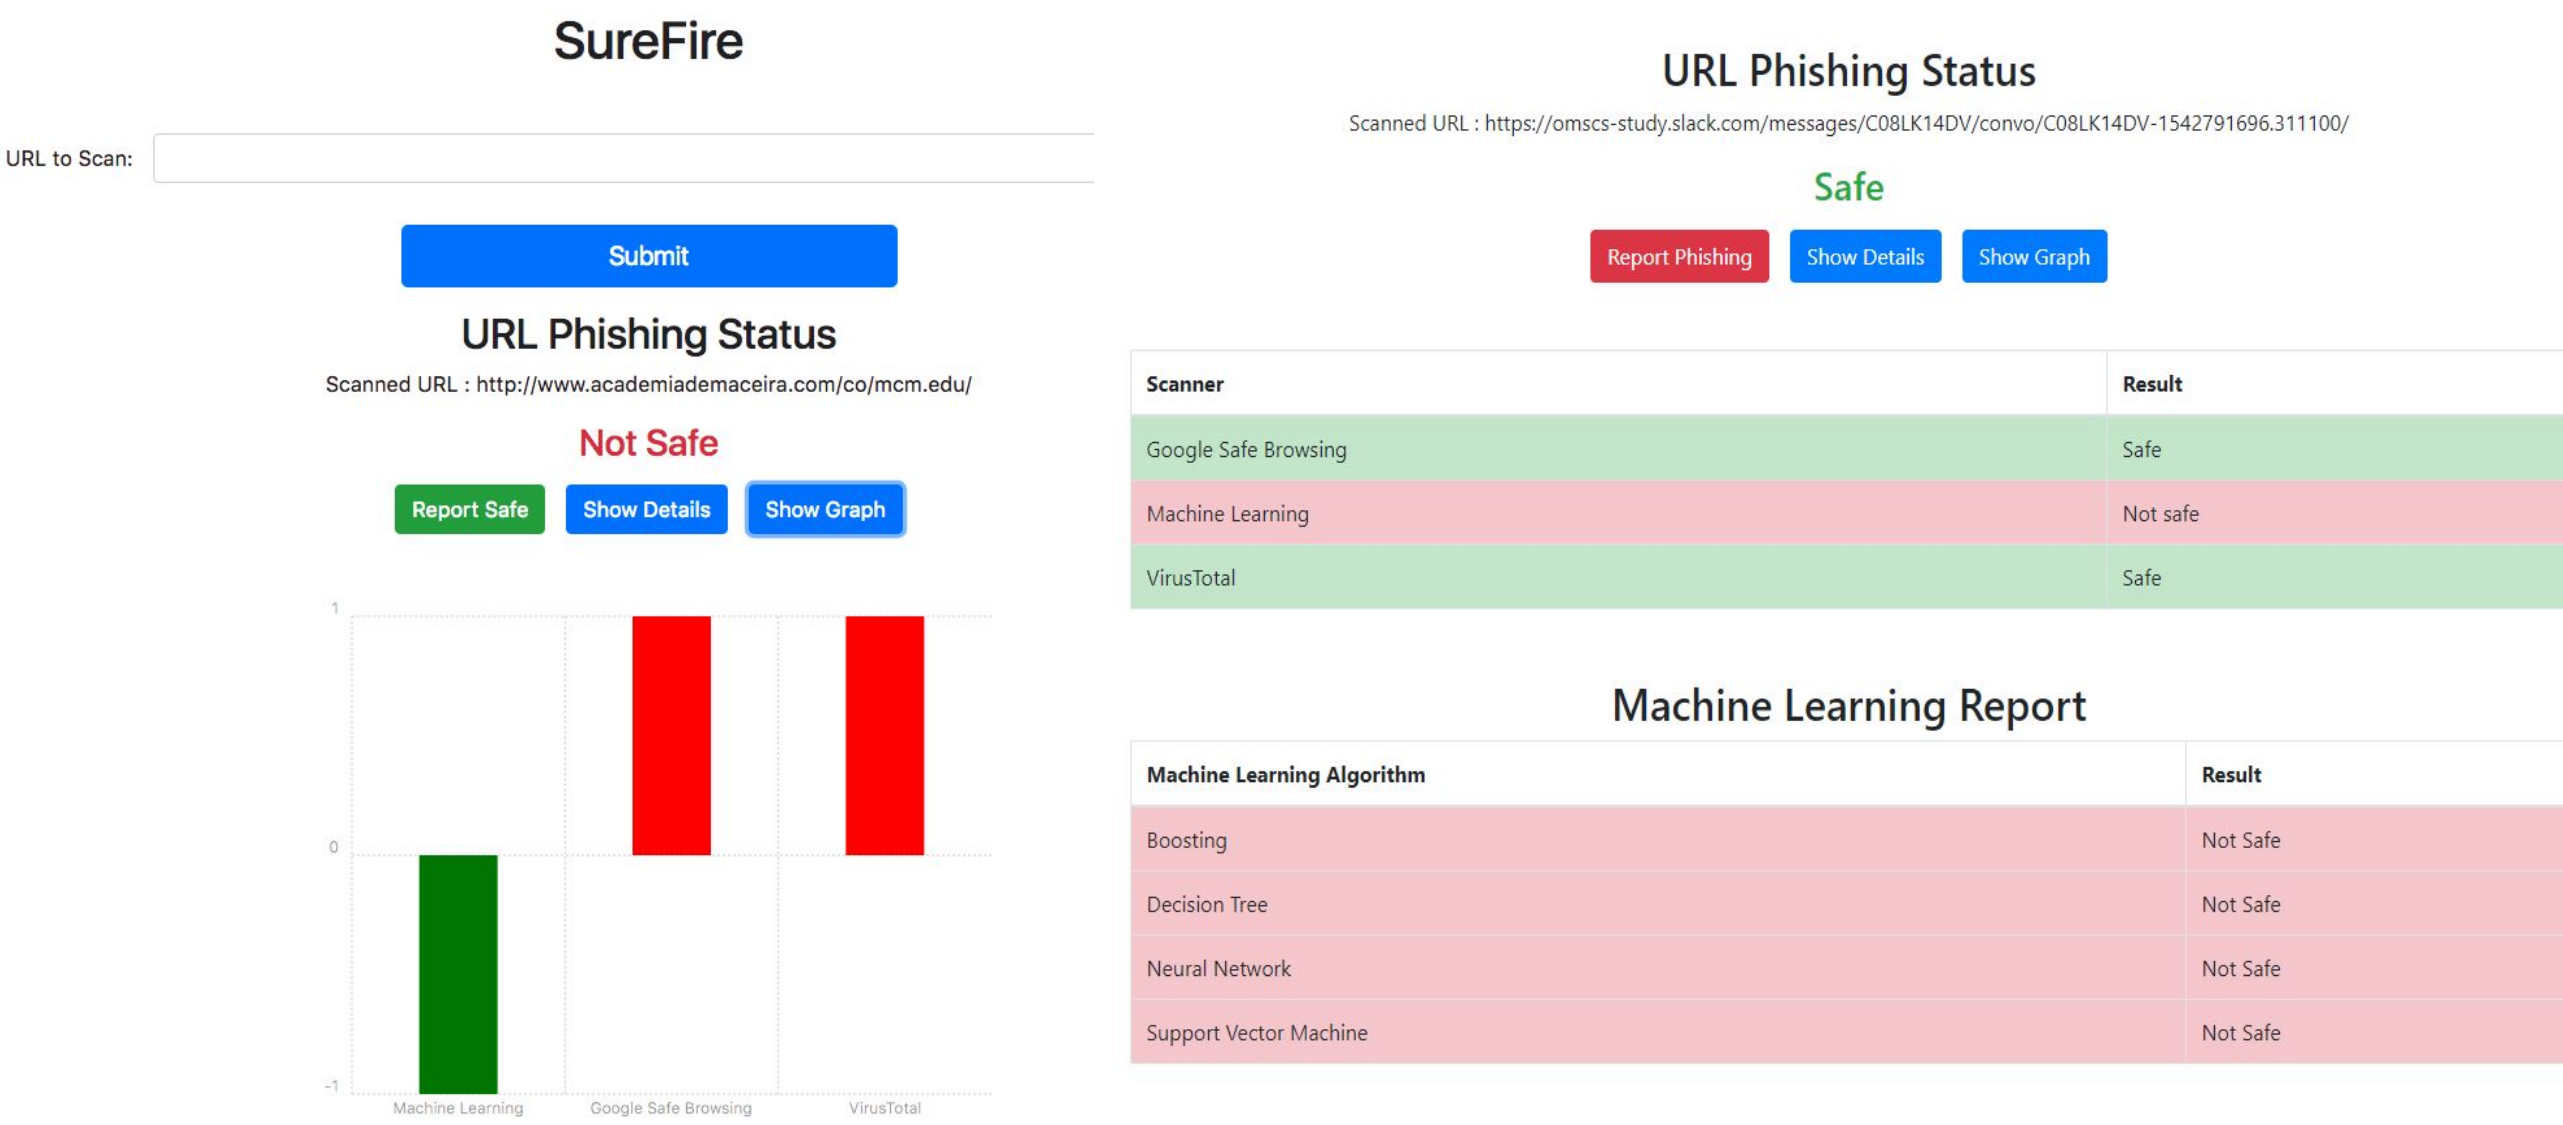 SureFire
URL to Scan:
Submit
URL Phishing Status
Scanned URL : http://www.academiademaceira.com/co/mcm.edu/
Not Safe
Report Safe Show Details Show Graph
1
0
-1
Machine Learning Google Safe Browsing VirusTotal
URL Phishing Status
Scanned URL : https://omscs-study.slack.com/messages/C08LK14DV/convo/C08LK14DV-1542791696.311100/
Safe
Report Phishing Show Details Show Graph
Scanner Result
Google Safe Browsing Safe
Machine Learning Not safe
VirusTotal Safe
Machine Learning Report
Machine Learning Algorithm Result
Boosting Not Safe
Decision Tree Not Safe
Neural Network Not Safe
Support Vector Machine Not Safe